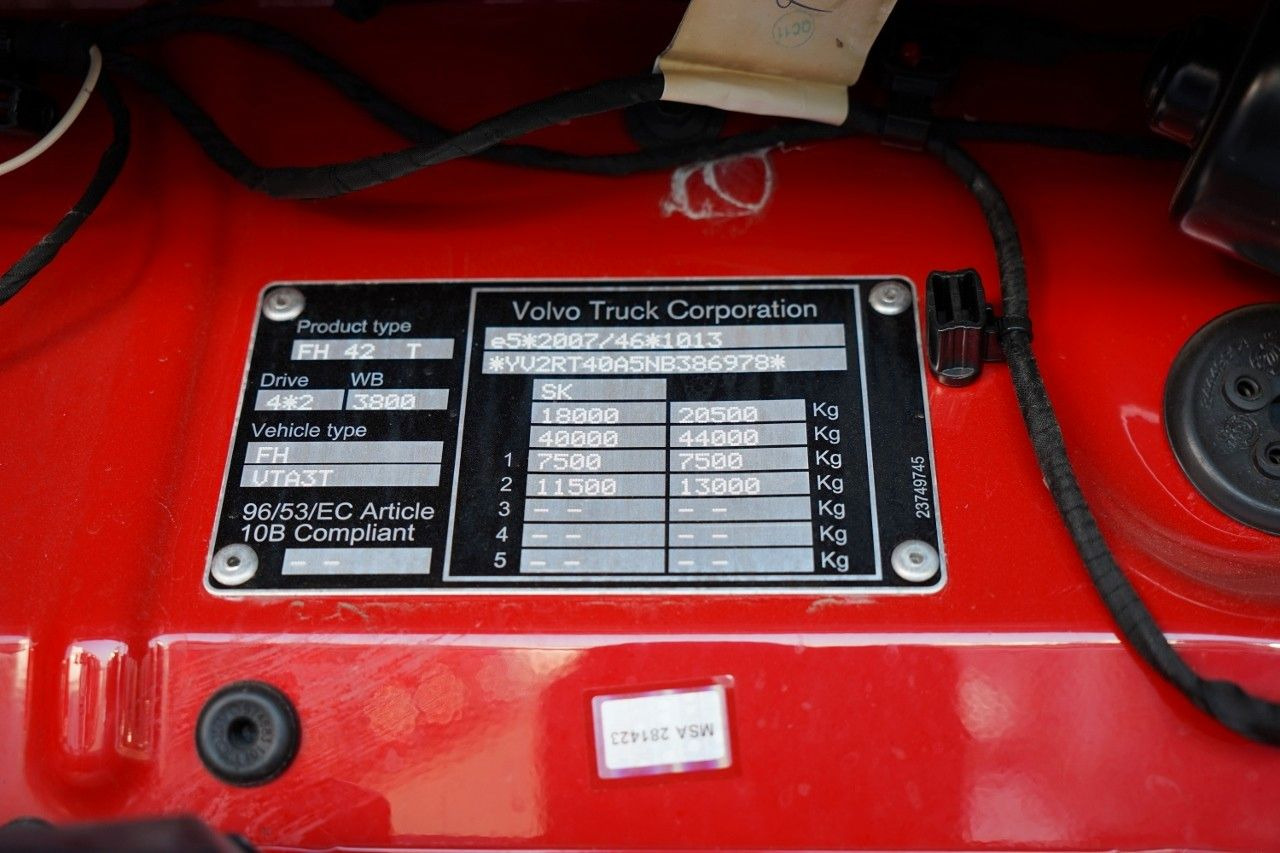 QC11
Volvo Truck Corporation
Product type
FH 42 T
e5*2007/46*1013
*YV2RT40A5NB386978*
Drive WB
4*2 3800
SK
18000 20500 Kg
Vehicle type
40000 44000 Kg
FH
1 7500 7500 Kg
VTA3T
2 11500 13000 Kg
96/53/EC Article
3 - - - - Kg
10B Compliant
4 - - - - Kg
- -
5 - - - - Kg
23749745
MSA 281423